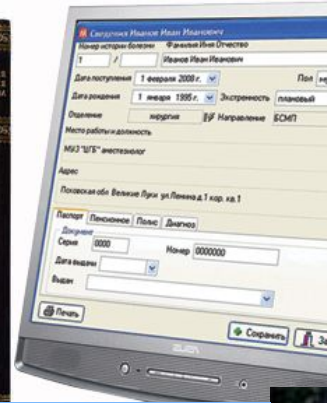 Сведения Иванов Иван Иванович
Номер истории болезни Фамилия Имя Отчество
1 / Иванов Иван Иванович
Дата поступления 1 февраля 2008 г. Пол
Дата рождения 1 января 1995 г. Экстренность плановый
Отделение хирургия Направление БСМП
Место работы и должность
МУЗ "ЦГБ" анестезиолог
Адрес
Псковская обл Великие Луки ул.Ленина д.1 кор. кв.1
Паспорт Пенсионное Полис Диагноз
Документ
Серия 0000 Номер 0000000
Дата выдачи
Выдан
Печать Сохранить